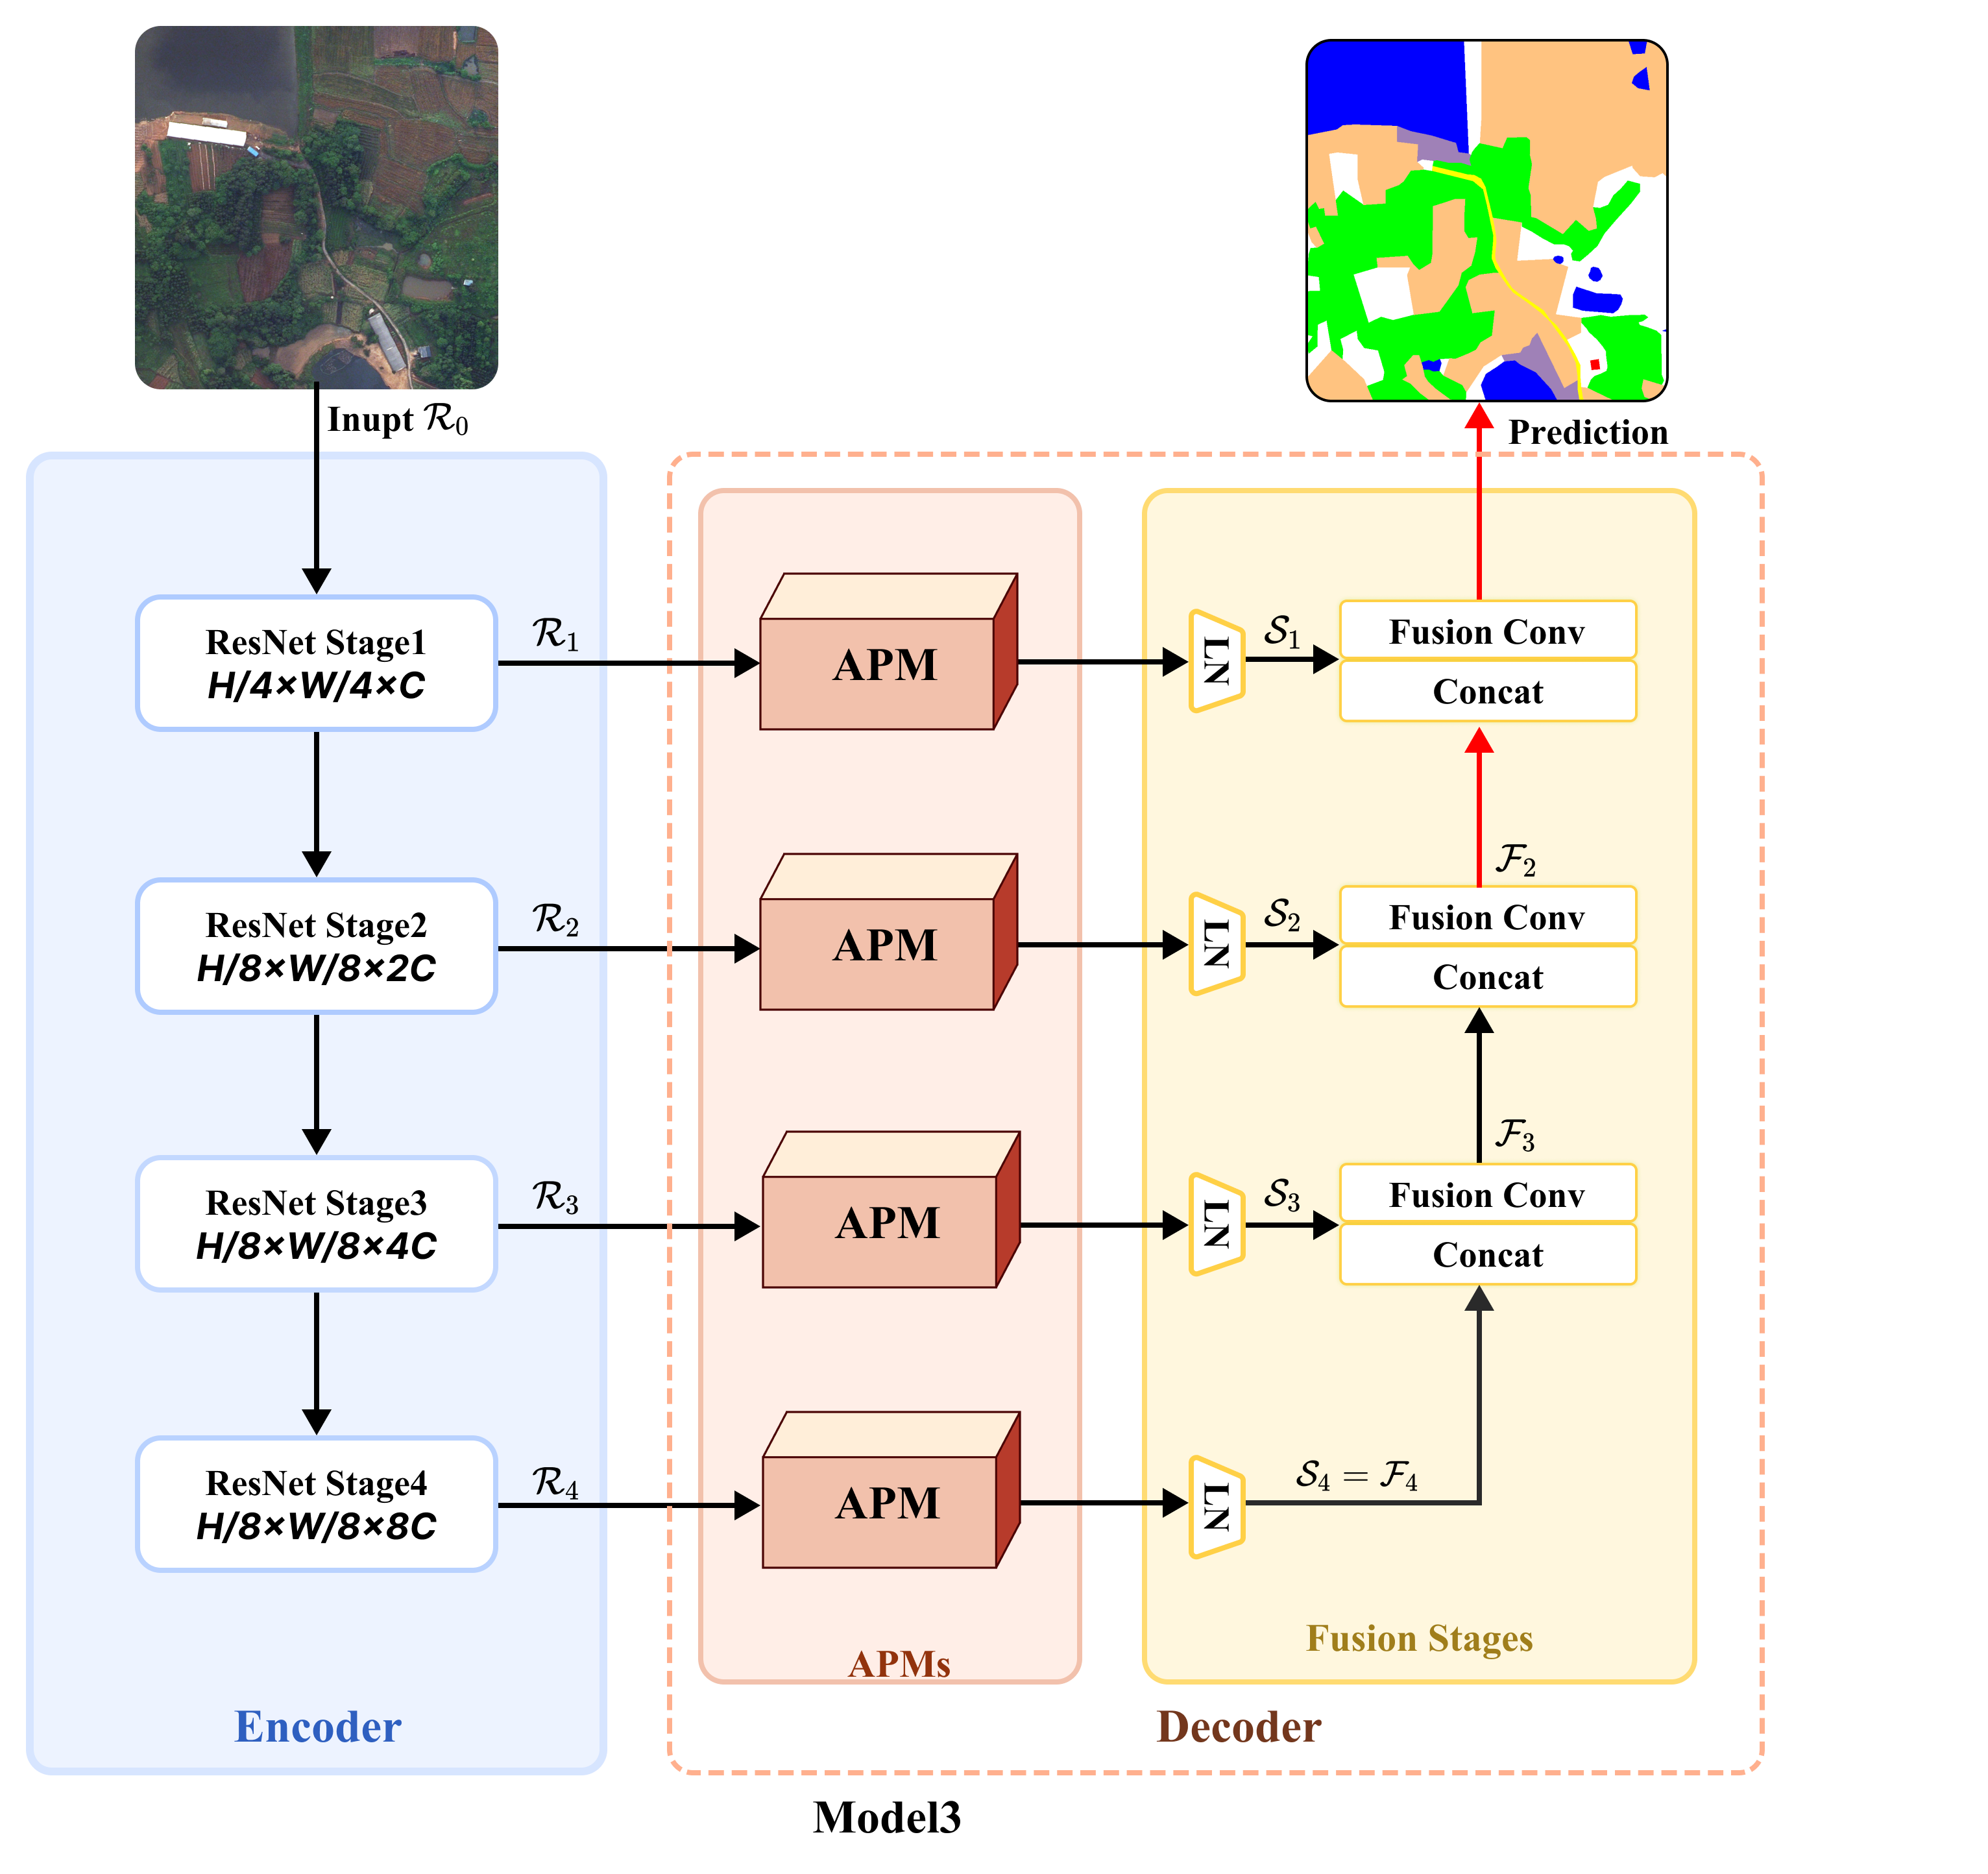 Inupt R₀
Prediction
ResNet Stage1
H/4×W/4×C
R₁
APM
LN
S₁
Fusion Conv
Concat
F₂
ResNet Stage2
H/8×W/8×2C
R₂
APM
LN
S₂
Fusion Conv
Concat
F₃
ResNet Stage3
H/8×W/8×4C
R₃
APM
LN
S₃
Fusion Conv
Concat
ResNet Stage4
H/8×W/8×8C
R₄
APM
LN
S₄ = F₄
Fusion Stages
APMs
Encoder
Decoder
Model3